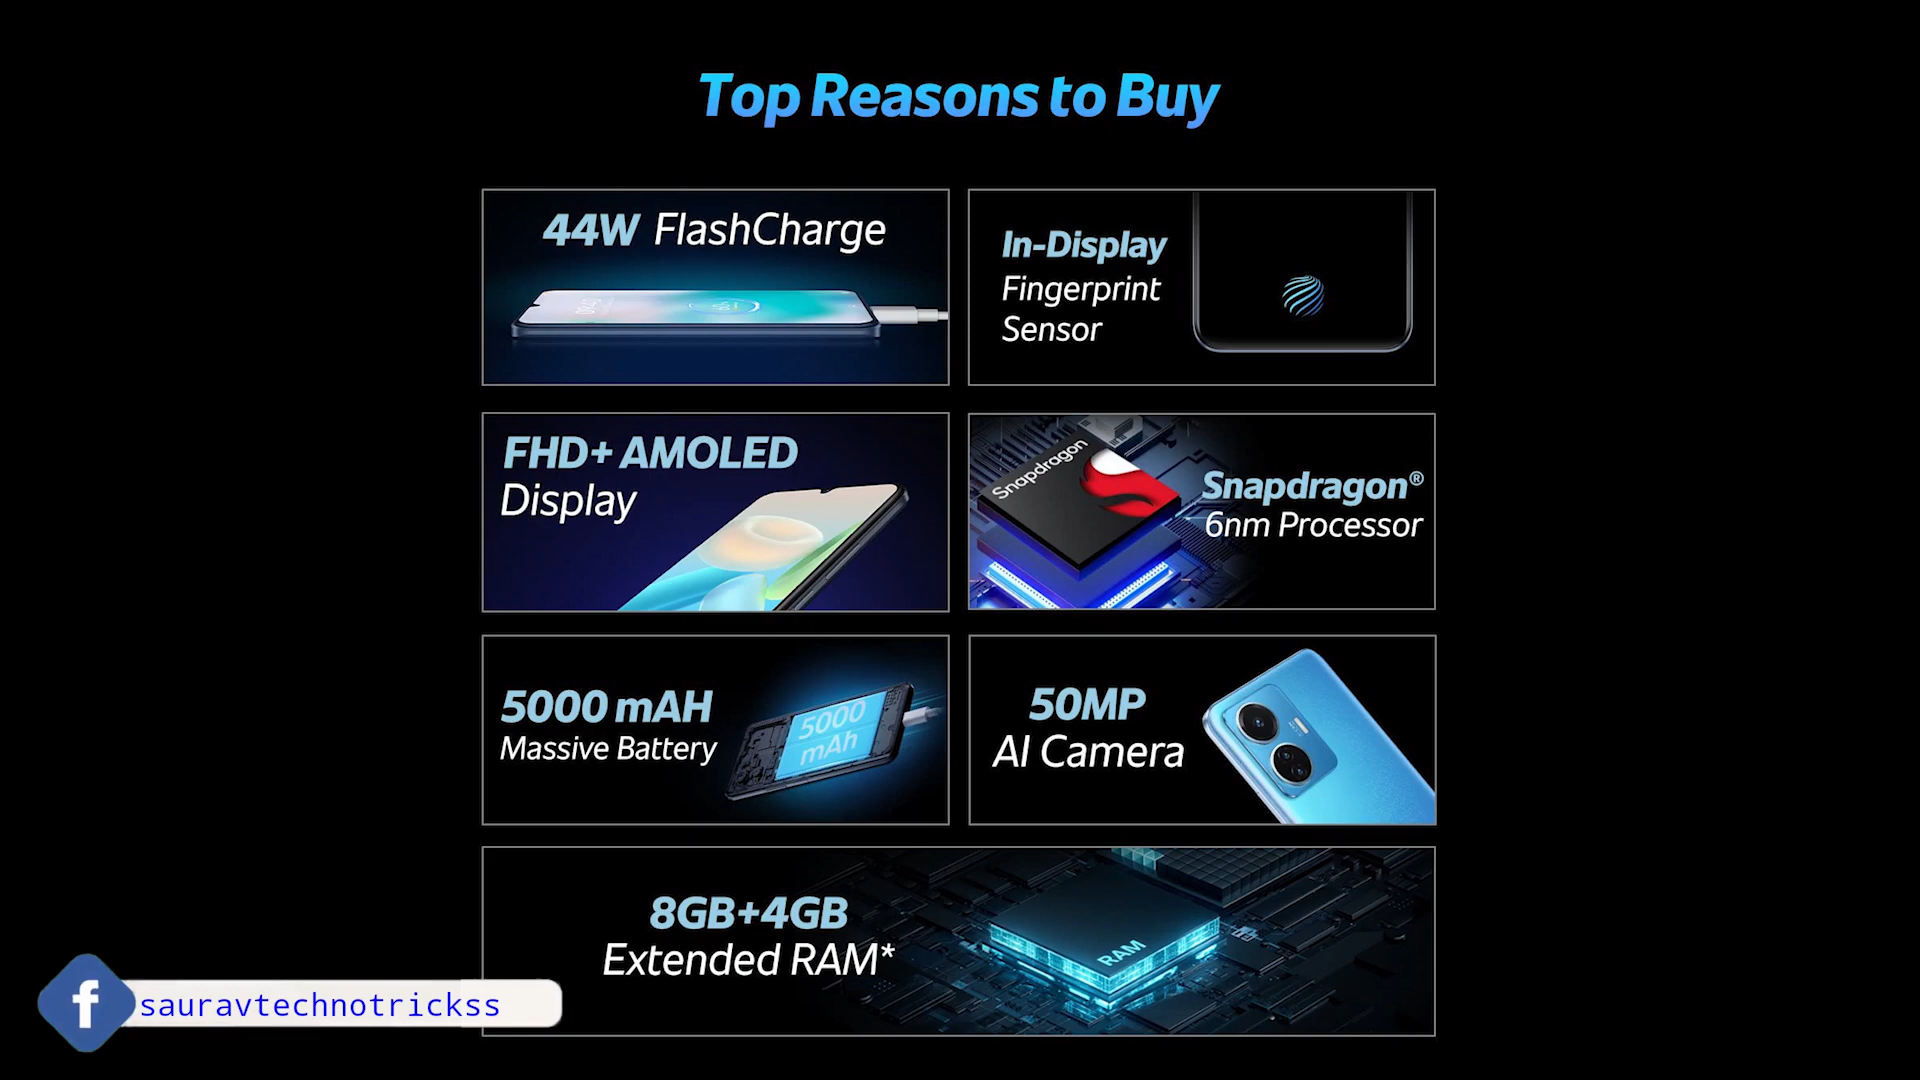 Top Reasons to Buy
44W FlashCharge
In-Display
Fingerprint
Sensor
FHD+ AMOLED
Display
Snapdragon
Snapdragon®
6nm Processor
5000 mAH
Massive Battery
5000
mAh
50MP
AI Camera
8GB+4GB
Extended RAM*
RAM
f
sauravtechnotrickss